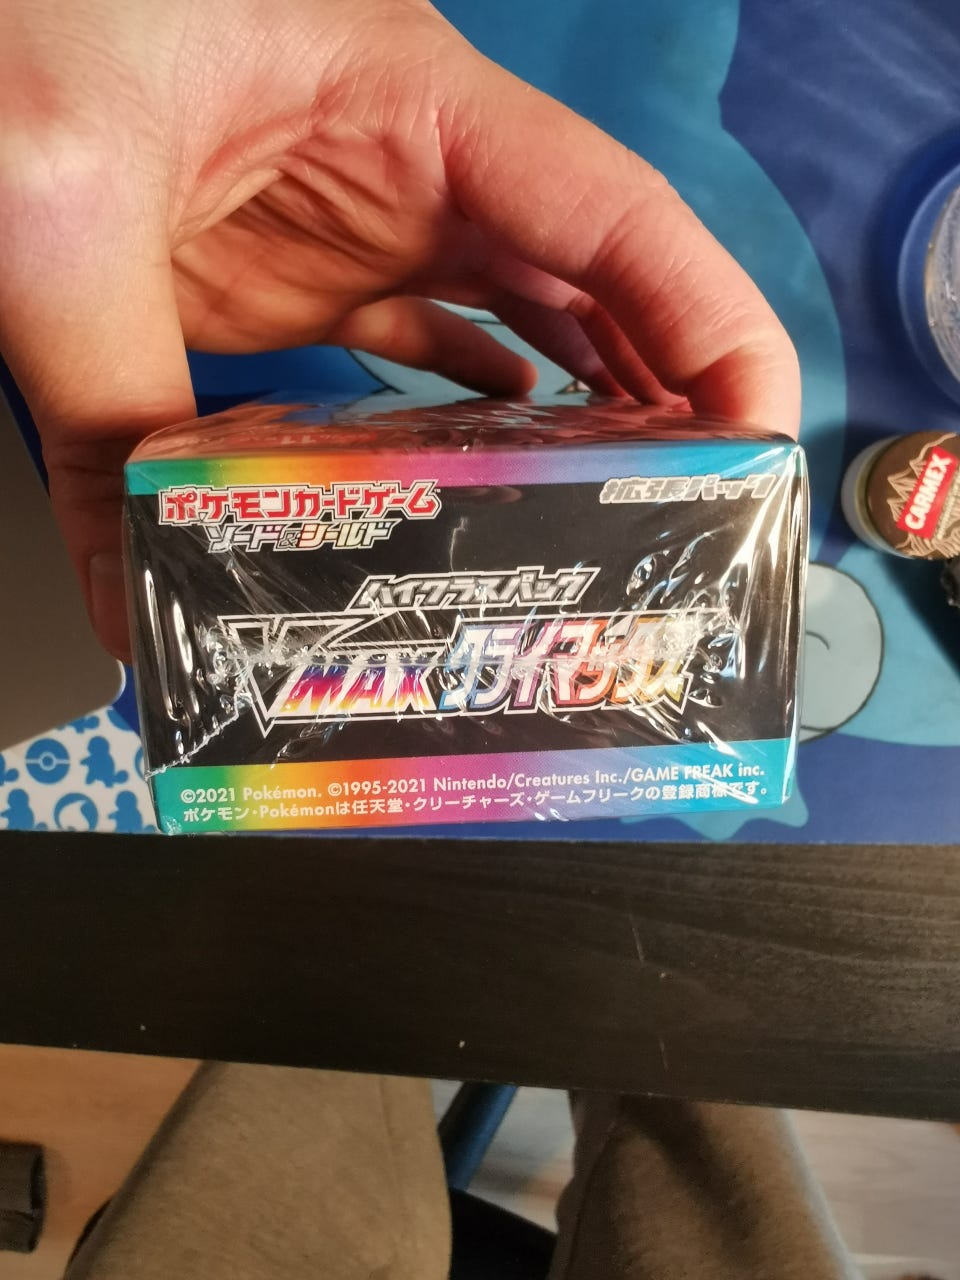 ポケモンカードゲーム
ソード&シールド
拡張パック
ハイクラスパック
VMAXクライマックス
©2021 Pokémon. ©1995-2021 Nintendo/Creatures Inc./GAME FREAK inc.
ポケモン・Pokémonは任天堂・クリーチャーズ・ゲームフリークの登録商標です。
CARMEX